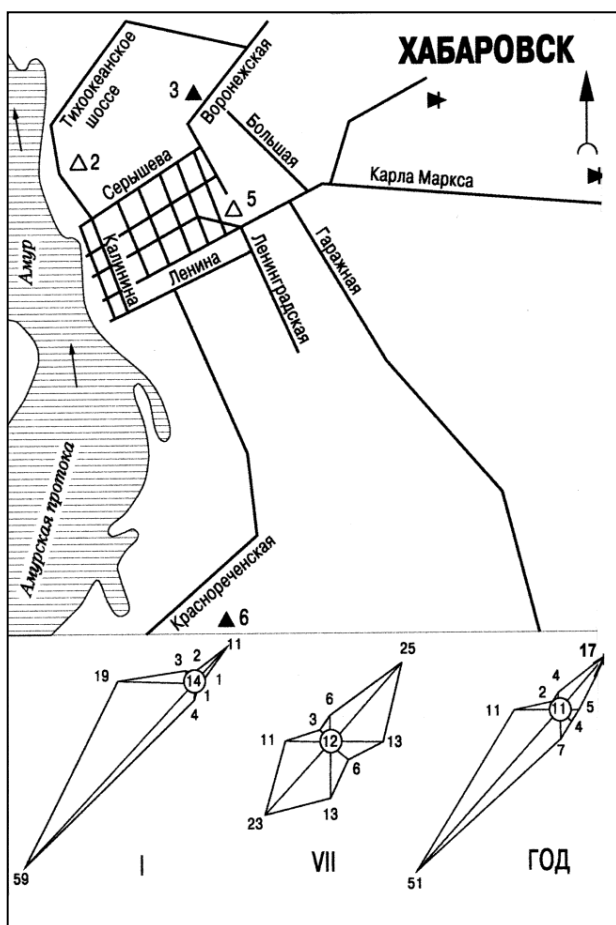 ХАБАРОВСК
Тихоокеанское
шоссе
3
Воронежская
Большая
2
Серышева
Карла Маркса
5
Амур
Калинина
Ленина
Ленинградская
Гаражная
Амурская протока
Краснореченская
6
11
2
3
19
14
1
1
4
59
I
25
6
3
11
12
13
6
23
13
VII
17
4
2
11
11
5
4
7
51
ГОД